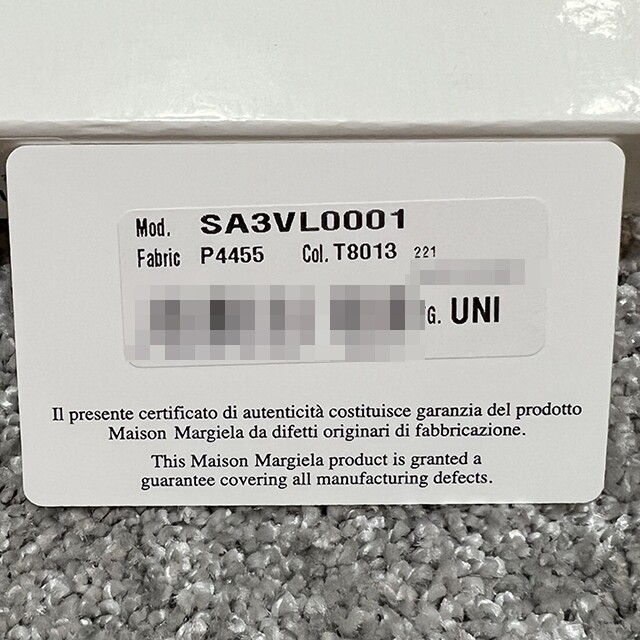 Mod. SA3VL0001
Fabric P4455 Col. T8013 221
G. UNI
Il presente certificato di autenticità costituisce garanzia del prodotto
Maison Margiela da difetti originari di fabbricazione.
This Maison Margiela product is granted a
guarantee covering all manufacturing defects.